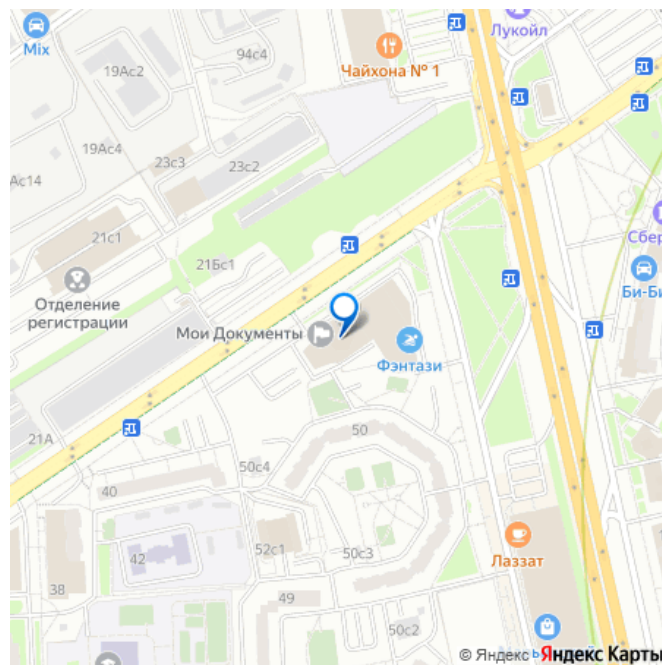 Mix
94с4
Лукойл
Чайхона № 1
19Ас2
19Ас4
23с3
23с2
Ас14
21с1
Сбер
21Бс1
Би-Би
Отделение
регистрации
Мои Документы
Фэнтази
21А
50
50с4
40
52с1
50с3
42
Лаззат
38
49
50с2
© Яндекс
Яндекс Карты